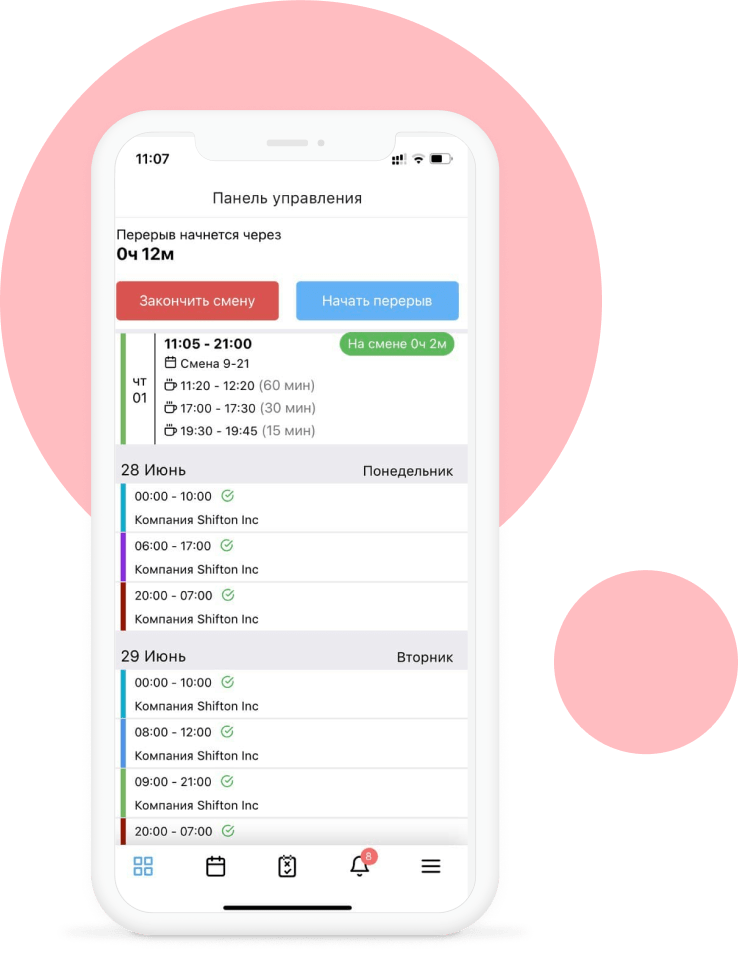 11:07
Панель управления
Перерыв начнется через
0ч 12м
Закончить смену
Начать перерыв
11:05 - 21:00
На смене 0ч 2м
Смена 9-21
чт
01
11:20 - 12:20 (60 мин)
17:00 - 17:30 (30 мин)
19:30 - 19:45 (15 мин)
28 Июнь
Понедельник
00:00 - 10:00
Компания Shifton Inc
06:00 - 17:00
Компания Shifton Inc
20:00 - 07:00
Компания Shifton Inc
29 Июнь
Вторник
00:00 - 10:00
Компания Shifton Inc
08:00 - 12:00
Компания Shifton Inc
09:00 - 21:00
Компания Shifton Inc
20:00 - 07:00
8